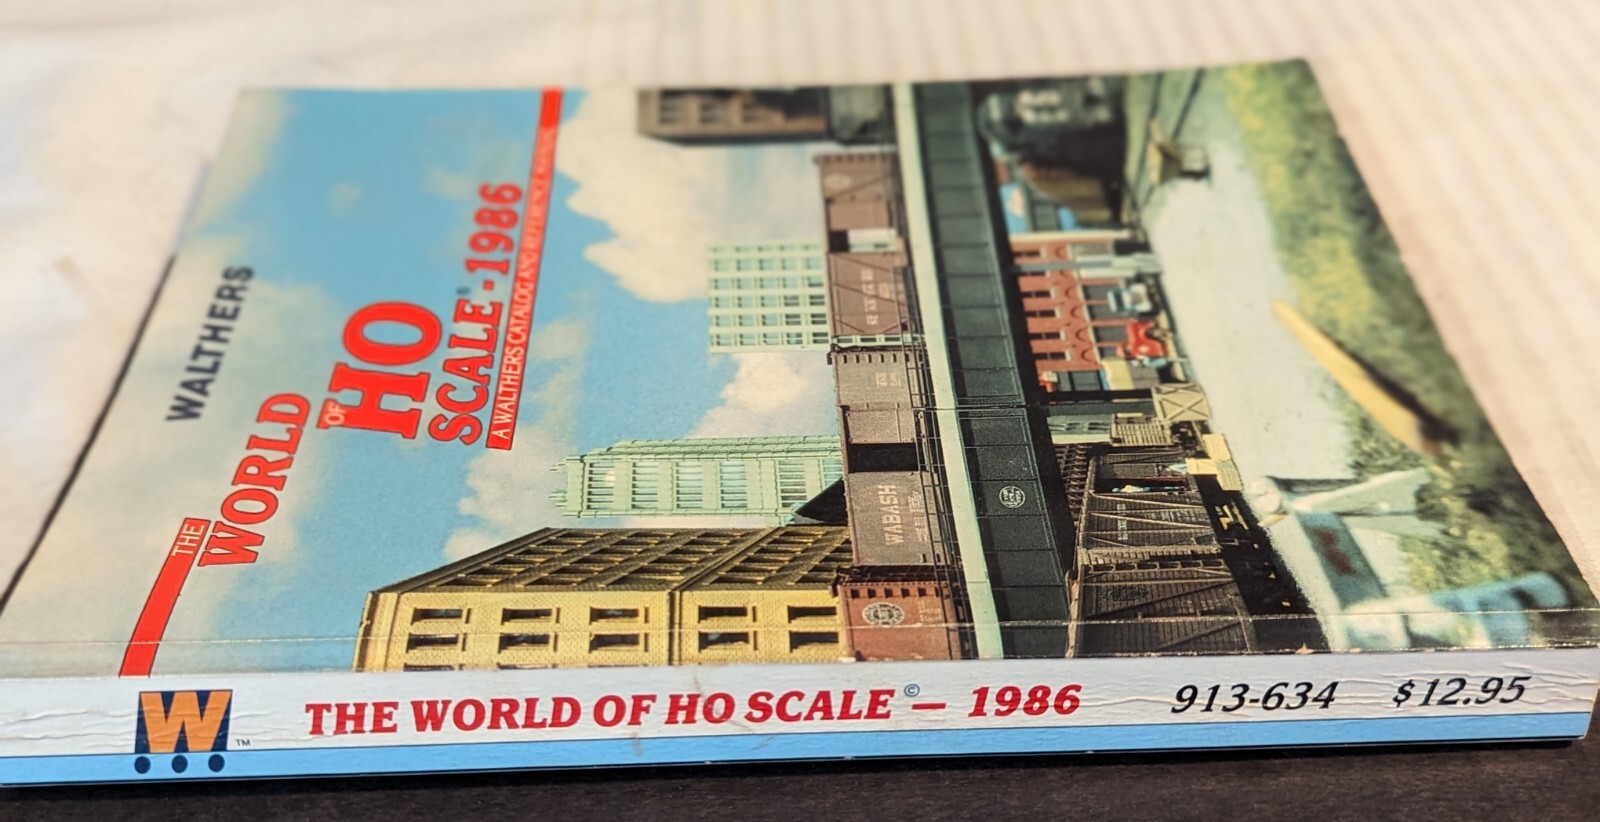 WALTHERS
THE
WORLD
OF
HO
SCALE®-1986
A WALTHERS CATALOG AND REFERENCE MANUAL
WABASH
W
TM
THE WORLD OF HO SCALE© — 1986 913-634 $12.95